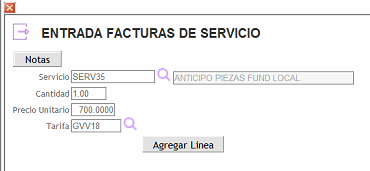 ENTRADA FACTURAS DE SERVICIO
Notas
Servicio SERV35 ANTICIPO PIEZAS FUND LOCAL
Cantidad 1.00
Precio Unitario 700.0000
Tarifa GVV18
Agregar Linea